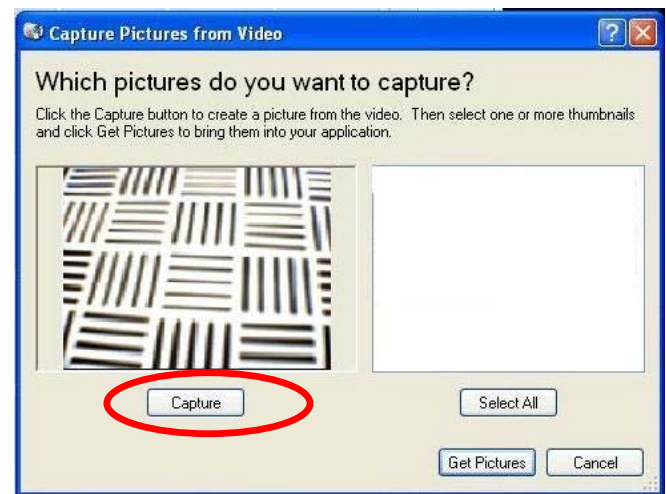 Capture Pictures from Video
Which pictures do you want to capture?
Click the Capture button to create a picture from the video. Then select one or more thumbnails
and click Get Pictures to bring them into your application.
Capture
Select All
Get Pictures
Cancel